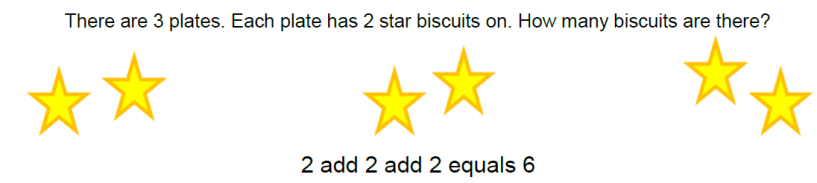 There are 3 plates. Each plate has 2 star biscuits on. How many biscuits are there?
2 add 2 add 2 equals 6